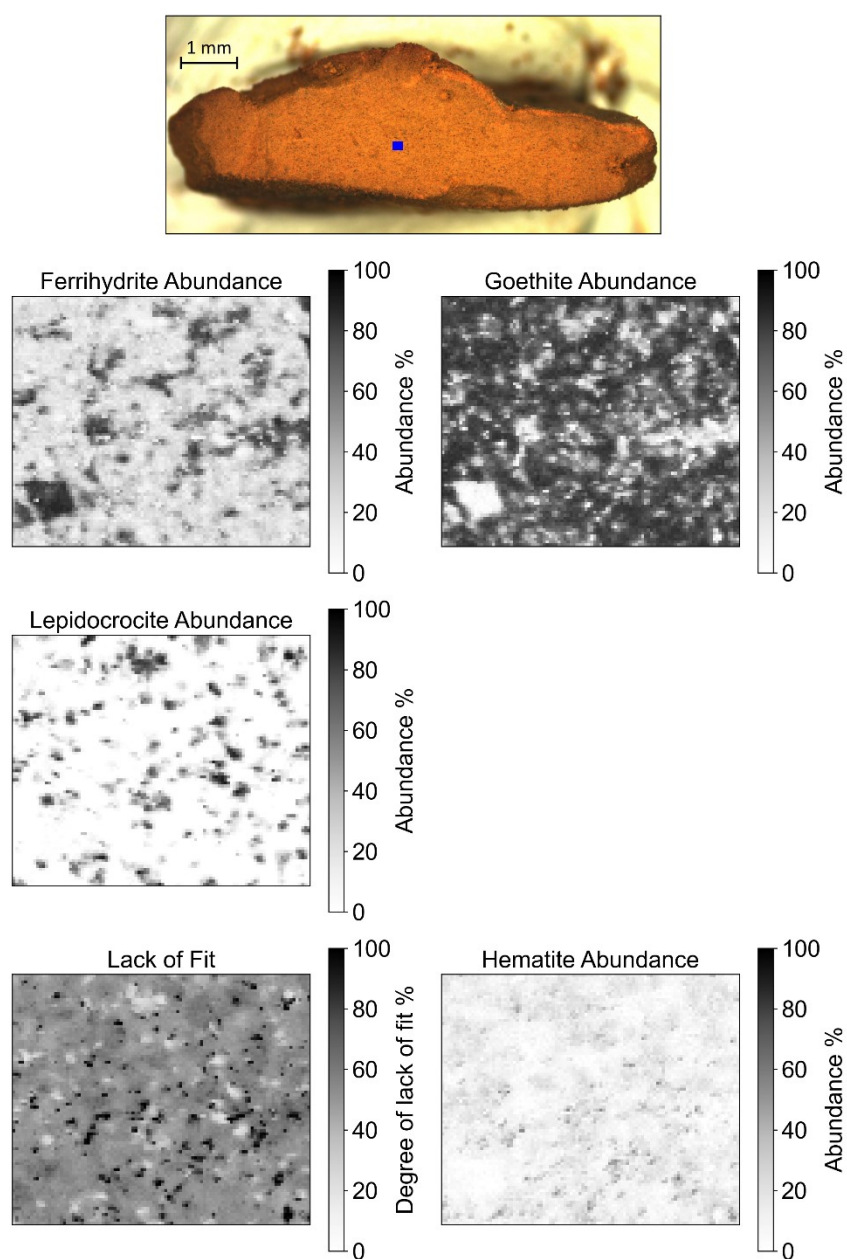 1 mm
Ferrihydrite Abundance
100
80
60
40
20
0
Abundance %
Goethite Abundance
100
80
60
40
20
0
Abundance %
Lepidocrocite Abundance
100
80
60
40
20
0
Abundance %
Lack of Fit
100
80
60
40
20
0
Degree of lack of fit %
Hematite Abundance
100
80
60
40
20
0
Abundance %